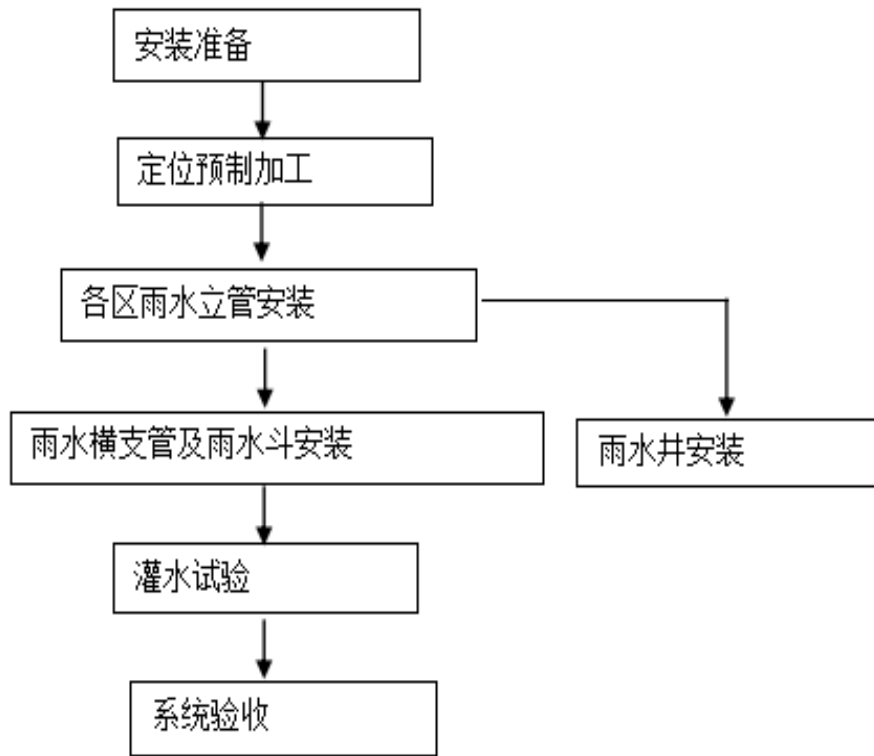 安装准备
定位预制加工
各区雨水立管安装
雨水横支管及雨水斗安装
雨水井安装
灌水试验
系统验收